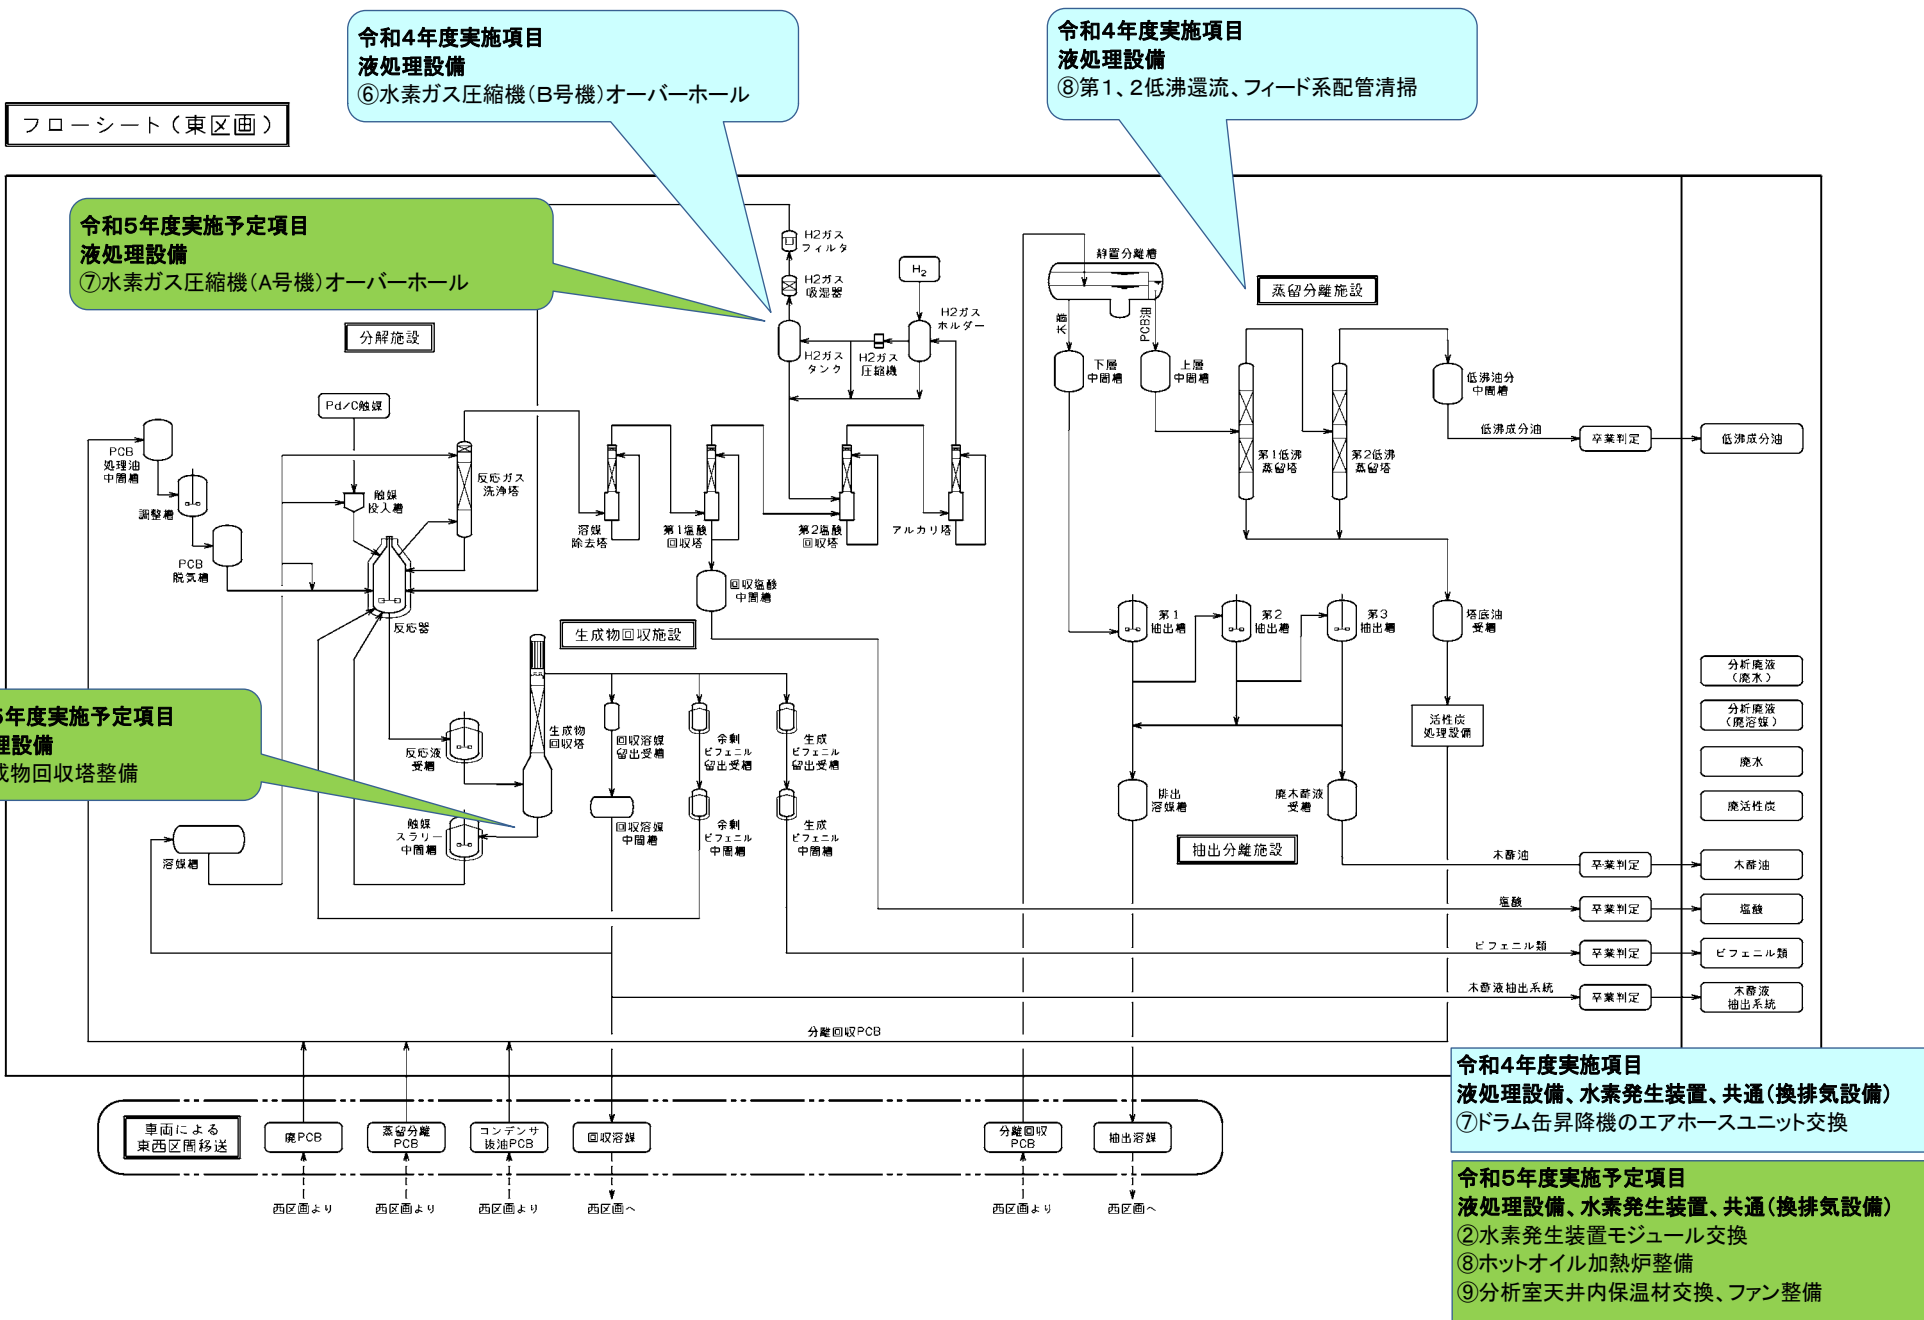 令和4年度実施項目
液処理設備
⑥水素ガス圧縮機(B号機)オーバーホール
令和4年度実施項目
液処理設備
⑧第1、2低沸還流、フィード系配管清掃
フローシート(東区画)
令和5年度実施予定項目
液処理設備
⑦水素ガス圧縮機(A号機)オーバーホール
H2ガス
フィルタ
H2ガス
吸湿器
H₂
H2ガス
ホルダー
H2ガス
タンク
H2ガス
圧縮機
静置分離槽
蒸留分離施設
分解施設
木酢
PCB油
下層
中間槽
上層
中間槽
低沸油分
中間槽
Pd/C触媒
PCB
処理油
中間槽
調整槽
触媒
投入槽
反応ガス
洗浄塔
第1低沸
蒸留塔
第2低沸
蒸留塔
低沸成分油
卒業判定
低沸成分油
溶媒
除去塔
第1塩酸
回収塔
第2塩酸
回収塔
アルカリ塔
PCB
脱気槽
反応器
回収塩酸
中間槽
生成物回収施設
第1
抽出槽
第2
抽出槽
第3
抽出槽
塔底油
受槽
分析廃液
(廃水)
分析廃液
(廃溶媒)
廃水
廃活性炭
5年度実施予定項目
理設備
成物回収塔整備
反応液
受槽
生成物
回収塔
回収溶媒
留出受槽
余剰
ビフェニル
留出受槽
生成
ビフェニル
留出受槽
活性炭
処理設備
排出
溶媒槽
廃木酢液
受槽
溶媒槽
触媒
スラリー
中間槽
回収溶媒
中間槽
余剰
ビフェニル
中間槽
生成
ビフェニル
中間槽
抽出分離施設
木酢油
卒業判定
木酢油
塩酸
卒業判定
塩酸
ビフェニル類
卒業判定
ビフェニル類
木酢液抽出系統
卒業判定
木酢液
抽出系統
分離回収PCB
令和4年度実施項目
液処理設備、水素発生装置、共通(換排気設備)
⑦ドラム缶昇降機のエアホースユニット交換
車両による
東西区間移送
廃PCB
蒸留分離
PCB
コンデンサ
抜油PCB
回収溶媒
分離回収
PCB
抽出溶媒
西区画より
西区画より
西区画より
西区画へ
西区画より
西区画へ
令和5年度実施予定項目
液処理設備、水素発生装置、共通(換排気設備)
②水素発生装置モジュール交換
⑧ホットオイル加熱炉整備
⑨分析室天井内保温材交換、ファン整備